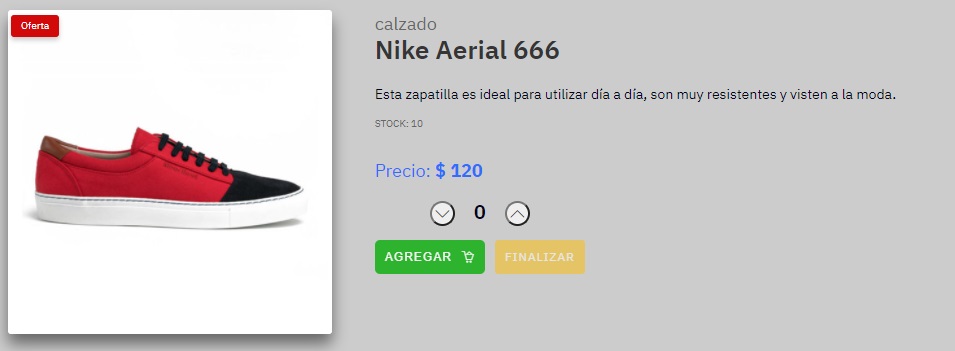 Oferta
calzado
Nike Aerial 666
Esta zapatilla es ideal para utilizar día a día, son muy resistentes y visten a la moda.
STOCK: 10
Precio: $ 120
0
AGREGAR
FINALIZAR